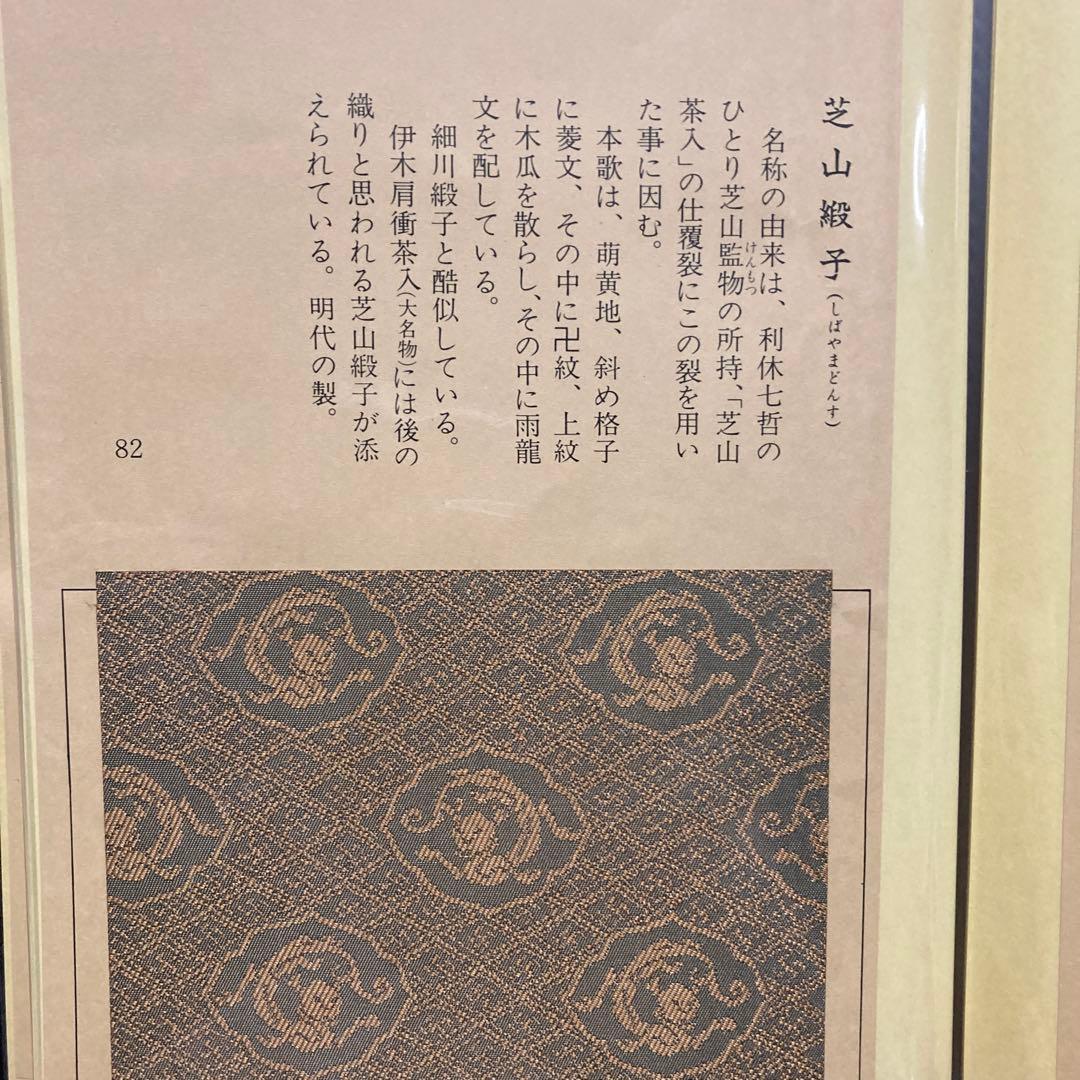 芝山緞子(しばやまどんす)
名称の由来は、利休七哲の
ひとり芝山監物の所持、「芝山
けんもつ
茶入」の仕覆裂にこの裂を用い
た事に因む。
本歌は、萌黄地、斜め格子
に菱文、その中に卍紋、上紋
に木瓜を散らし、その中に雨龍
文を配している。
細川緞子と酷似している。
伊木肩衝茶入(大名物)には後の
織りと思われる芝山緞子が添
えられている。明代の製。
82